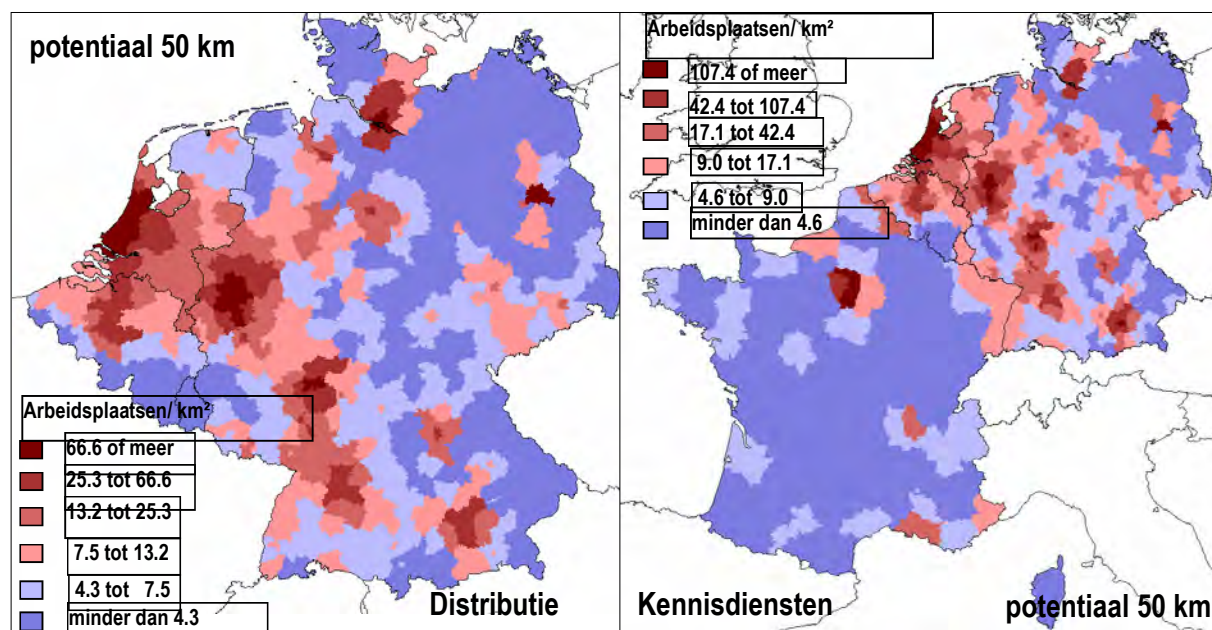 potentiaal 50 km
Arbeidsplaatsen/ km²
66.6 of meer
25.3 tot 66.6
13.2 tot 25.3
7.5 tot 13.2
4.3 tot 7.5
minder dan 4.3
Distributie
Arbeidsplaatsen/ km²
107.4 of meer
42.4 tot 107.4
17.1 tot 42.4
9.0 tot 17.1
4.6 tot 9.0
minder dan 4.6
Kennisdiensten
potentiaal 50 km